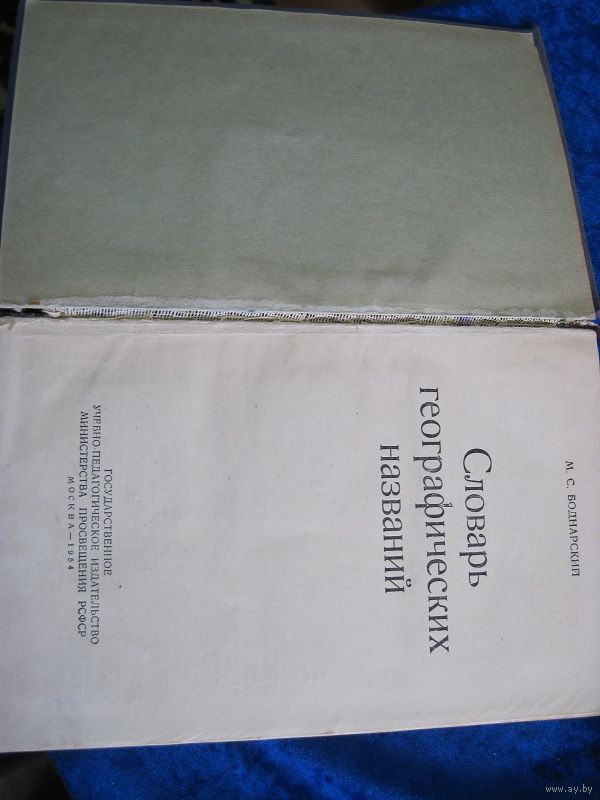 М. С. БОДНАРСКИЙ
Словарь
географических
названий
ГОСУДАРСТВЕННОЕ
УЧЕБНО-ПЕДАГОГИЧЕСКОЕ ИЗДАТЕЛЬСТВО
МИНИСТЕРСТВА ПРОСВЕЩЕНИЯ РСФСР
МОСКВА—1954
www.ay.by